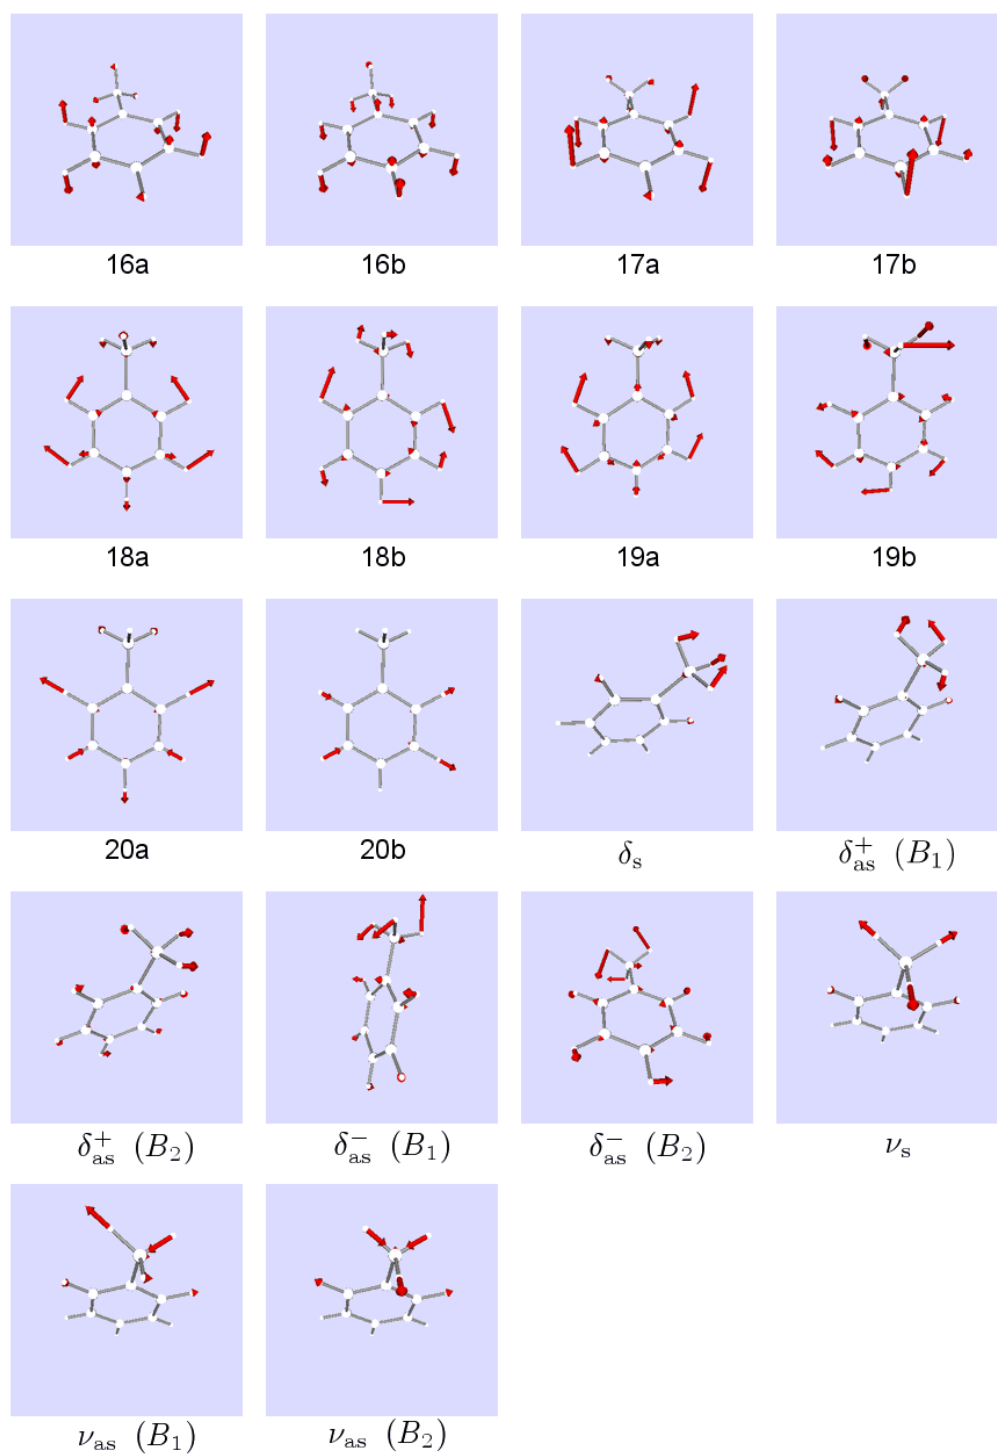 16a 16b 17a 17b
18a 18b 19a 19b
20a 20b δs δ+as (B1)
δ+as (B2) δ−as (B1) δ−as (B2) νs
νas (B1) νas (B2)